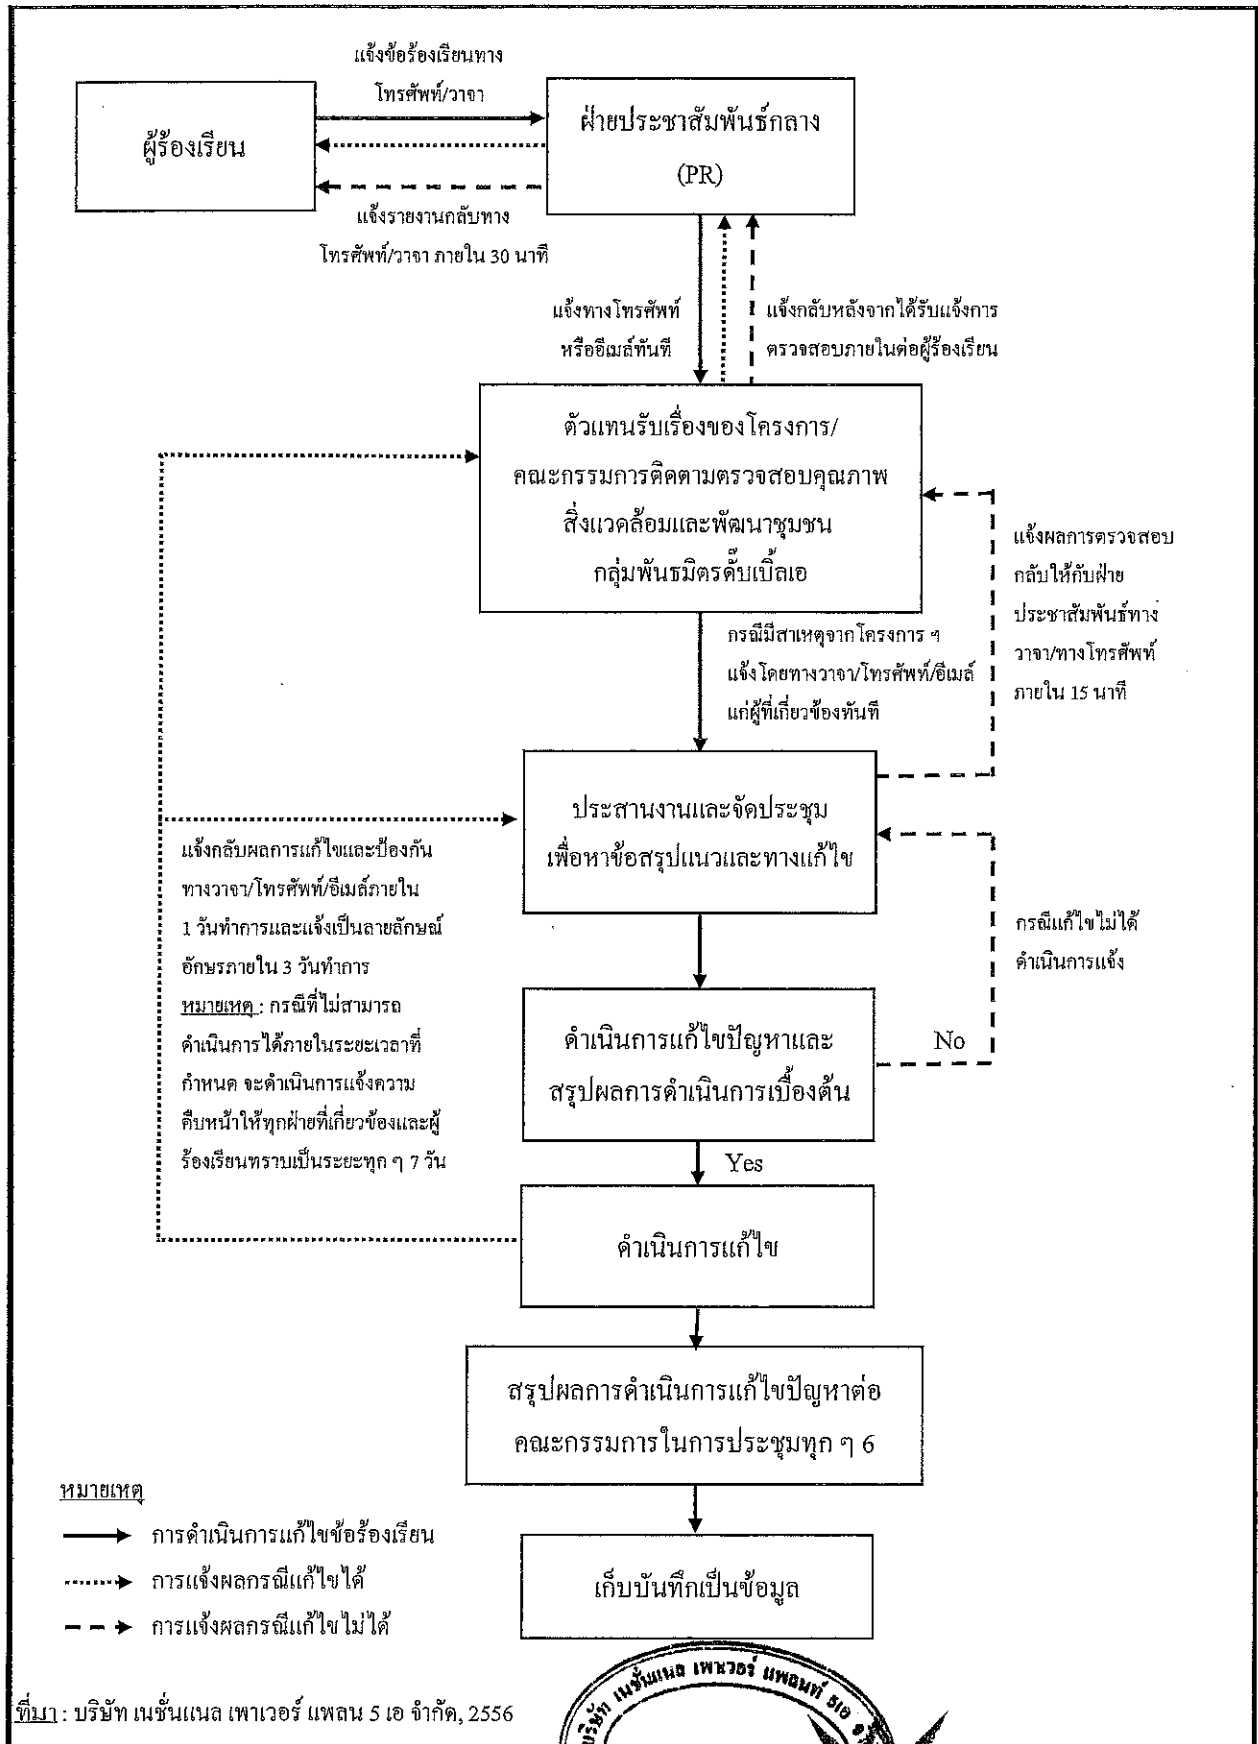 แจ้งข้อร้องเรียนทาง
โทรศัพท์/วาจา
ผู้ร้องเรียน
ฝ่ายประชาสัมพันธ์กลาง
(PR)
แจ้งรายงานกลับทาง
โทรศัพท์/วาจา ภายใน 30 นาที
แจ้งทางโทรศัพท์
หรืออีเมล์ทันที
แจ้งกลับหลังจากได้รับแจ้งการ
ตรวจสอบภายในต่อผู้ร้องเรียน
ตัวแทนรับเรื่องของโครงการ/
คณะกรรมการติดตามตรวจสอบคุณภาพ
สิ่งแวดล้อมและพัฒนาชุมชน
กลุ่มพันธมิตรดั๊บเบิ้ลเอ
แจ้งผลการตรวจสอบ
กลับให้กับฝ่าย
ประชาสัมพันธ์ทาง
วาจา/ทางโทรศัพท์
ภายใน 15 นาที
กรณีมีสาเหตุจากโครงการ ฯ
แจ้งโดยทางวาจา/โทรศัพท์/อีเมล์
แก่ผู้ที่เกี่ยวข้องทันที
ประสานงานและจัดประชุม
เพื่อหาข้อสรุปแนวและทางแก้ไข
แจ้งกลับผลการแก้ไขและป้องกัน
ทางวาจา/โทรศัพท์/อีเมล์ภายใน
1 วันทำการและแจ้งเป็นลายลักษณ์
อักษรภายใน 3 วันทำการ
หมายเหตุ : กรณีที่ไม่สามารถ
ดำเนินการได้ภายในระยะเวลาที่
กำหนด จะดำเนินการแจ้งความ
คืบหน้าให้ทุกฝ่ายที่เกี่ยวข้องและผู้
ร้องเรียนทราบเป็นระยะทุก ๆ 7 วัน
กรณีแก้ไขไม่ได้
ดำเนินการแจ้ง
ดำเนินการแก้ไขปัญหาและ
สรุปผลการดำเนินการเบื้องต้น
No
Yes
ดำเนินการแก้ไข
สรุปผลการดำเนินการแก้ไขปัญหาต่อ
คณะกรรมการในการประชุมทุก ๆ 6
เก็บบันทึกเป็นข้อมูล
หมายเหตุ
การดำเนินการแก้ไขข้อร้องเรียน
การแจ้งผลกรณีแก้ไขได้
การแจ้งผลกรณีแก้ไขไม่ได้
บริษัท เนชั่นแนล เพาเวอร์ แพลนท์ 5เอ
ที่มา : บริษัท เนชั่นแนล เพาเวอร์ แพลน 5 เอ จำกัด, 2556